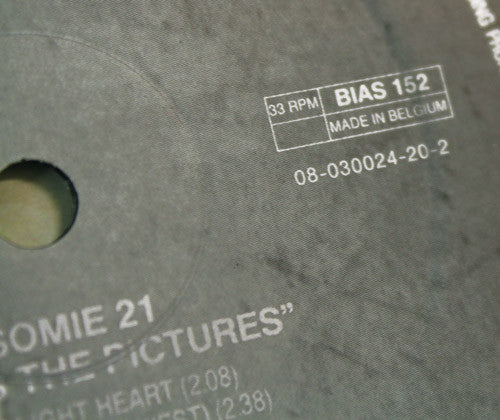 33 RPM BIAS 152
MADE IN BELGIUM
08-030024-20-2
SOMIE 21
THE PICTURES”
LIGHT HEART (2.08)
2.38)